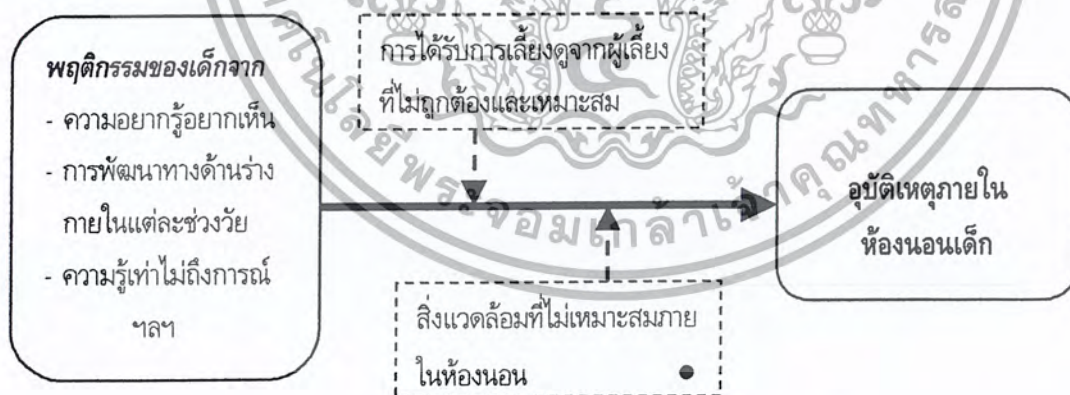 พฤติกรรมของเด็กจาก
- ความอยากรู้อยากเห็น
- การพัฒนาทางด้านร่าง
กายในแต่ละช่วงวัย
- ความรู้เท่าไม่ถึงการณ์
ฯลฯ
การได้รับการเลี้ยงดูจากผู้เลี้ยง
ที่ไม่ถูกต้องและเหมาะสม
สิ่งแวดล้อมที่ไม่เหมาะสมภาย
ในห้องนอน
อุบัติเหตุภายใน
ห้องนอนเด็ก